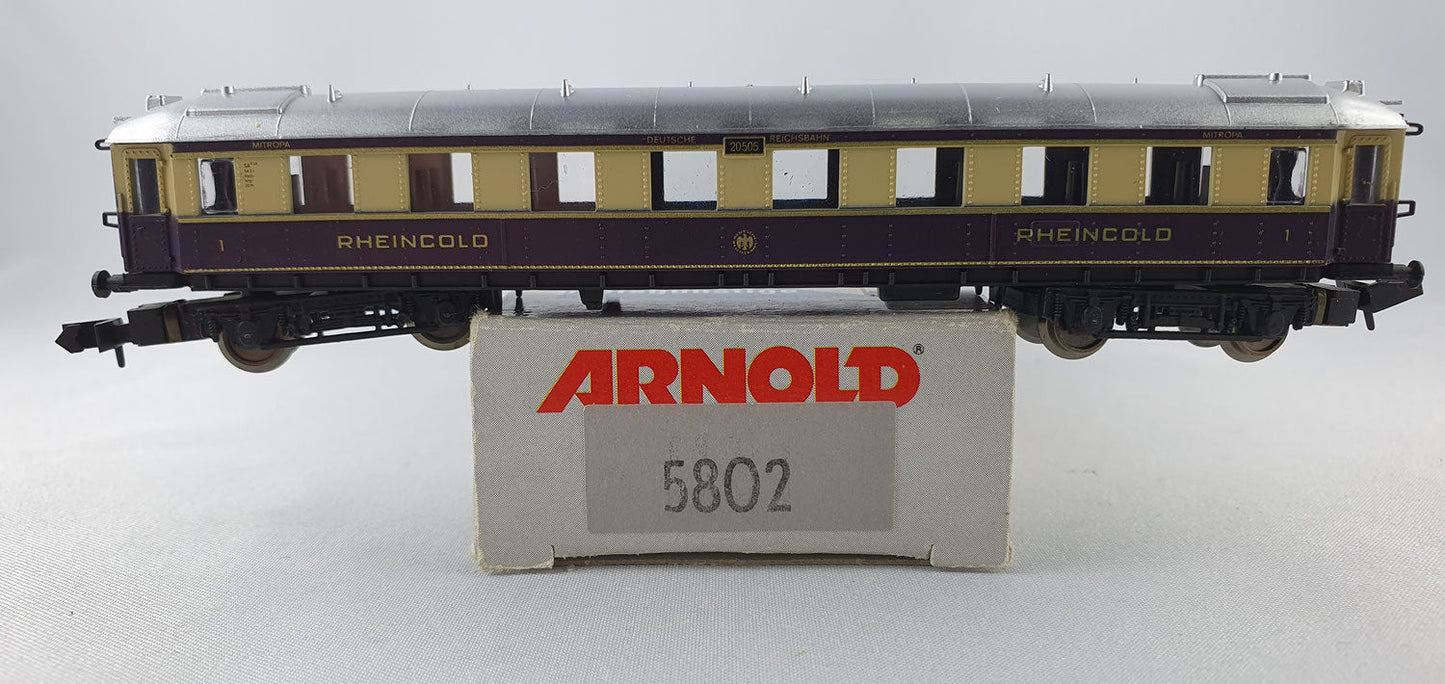 MITROPA DEUTSCHE 20505 REICHSBAHN MITROPA
1 RHEINGOLD RHEINGOLD 1
ARNOLD®
5802